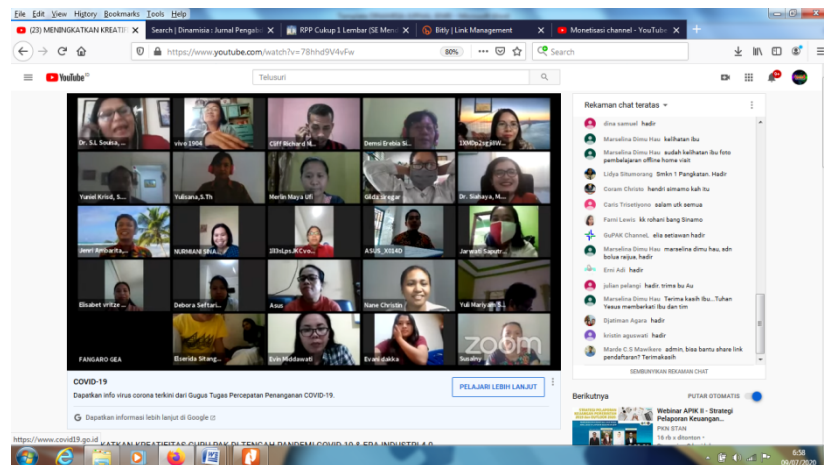 File Edit View History Bookmarks Tools Help
(23) MENINGKATKAN KREATIF
Search | Dinamisia : Jurnal Pengab
RPP Cukup 1 Lembar (SE Mend
Bitly | Link Management
Monetisasi channel - YouTube
https://www.youtube.com/watch?v=78hhd9V4vFw
80%
Search
YouTube
Telusuri
Dr. S.L Souisa, ...
vivo 1904
Cliff Richard M...
Demsi Erebia Si...
Yuniel Krisd, S...
Yulisana,S.Th
Merlin Maya Ufi
Gilda siregar
Dr. Siahaya, M...
Jenri Ambarita,...
NURMIANI SINA...
ASUS_X014D
Jarwati Saputr...
Elisabet vritze ...
Debora Seftari...
Asus
Nane Christin
Yuli Mariyam S...
FANGARO GEA
Elserida Sitang...
Evin Middawati
Evani dakka
Susainy
zoom
Rekaman chat teratas
dina samuel hadir
Marselina Dimu Hau kelihatan ibu
Marselina Dimu Hau sudah kelihatan ibu foto
pembelajaran offline home visit
Lidya Situmorang Smkn 1 Pangkatan. Hadir
Coram Christo hendri simamo kah itu
Caris Trisetiyono salam utk semua
Farni Lewis kk rohani bang Sinamo
GuPAK ChanneL elia setiawan hadir
Marselina Dimu Hau marselina dimu hau, sdn
bolua raijua, hadir
Erni Adi hadir
julian pelangi hadir. trims bu Au
Marselina Dimu Hau Terima kasih Ibu...Tuhan
Yesus memberkati ibu dan tim
Djatiman Agara hadir
kristin aguswati hadir
Marde C.S Mawikere admin, bisa bantu share link
pendaftaran? Terimakasih
SEMBUNYIKAN REKAMAN CHAT
COVID-19
Dapatkan info virus corona terkini dari Gugus Tugas Percepatan Penanganan COVID-19.
PELAJARI LEBIH LANJUT
Dapatkan informasi lebih lanjut di Google
Berikutnya
PUTAR OTOMATIS
Webinar APIK II - Strategi
Pelaporan Keuangan...
PKN STAN
16 rb x ditonton
https://www.covid19.go.id
KATKAN KREATIFITAS GURU PAK DI TENGAH PANDEMI COVID-19 & ERA INDUSTRI 4.0
6:58
09/07/2020